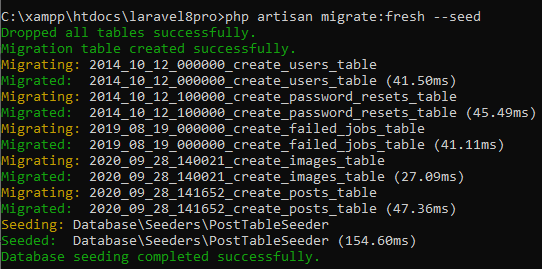 C:\xampp\htdocs\laravel8pro>php artisan migrate:fresh --seed
Dropped all tables successfully.
Migration table created successfully.
Migrating: 2014_10_12_000000_create_users_table
Migrated:  2014_10_12_000000_create_users_table (41.50ms)
Migrating: 2014_10_12_100000_create_password_resets_table
Migrated:  2014_10_12_100000_create_password_resets_table (45.49ms)
Migrating: 2019_08_19_000000_create_failed_jobs_table
Migrated:  2019_08_19_000000_create_failed_jobs_table (41.11ms)
Migrating: 2020_09_28_140021_create_images_table
Migrated:  2020_09_28_140021_create_images_table (27.09ms)
Migrating: 2020_09_28_141652_create_posts_table
Migrated:  2020_09_28_141652_create_posts_table (47.36ms)
Seeding: Database\Seeders\PostTableSeeder
Seeded:  Database\Seeders\PostTableSeeder (154.60ms)
Database seeding completed successfully.